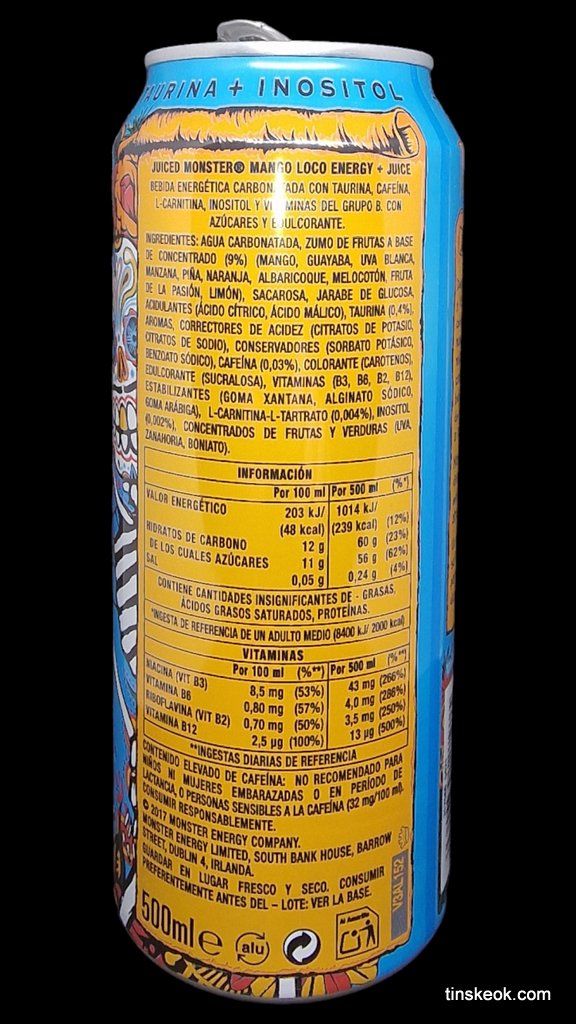 TAURINA + INOSITOL
JUICED MONSTER® MANGO LOCO ENERGY + JUICE
BEBIDA ENERGÉTICA CARBONATADA CON TAURINA, CAFEÍNA,
L-CARNITINA, INOSITOL Y VITAMINAS DEL GRUPO B. CON
AZÚCARES Y EDULCORANTE.
INGREDIENTES: AGUA CARBONATADA, ZUMO DE FRUTAS A BASE
DE CONCENTRADO (9%) (MANGO, GUAYABA, UVA BLANCA,
MANZANA, PIÑA, NARANJA, ALBARICOQUE, MELOCOTÓN, FRUTA
DE LA PASIÓN, LIMÓN), SACAROSA, JARABE DE GLUCOSA,
ACIDULANTES (ÁCIDO CÍTRICO, ÁCIDO MÁLICO), TAURINA (0,4%),
AROMAS, CORRECTORES DE ACIDEZ (CITRATOS DE POTASIO,
CITRATOS DE SODIO), CONSERVADORES (SORBATO POTÁSICO,
BENZOATO SÓDICO), CAFEÍNA (0,03%), COLORANTE (CAROTENOS),
EDULCORANTE (SUCRALOSA), VITAMINAS (B3, B6, B2, B12),
ESTABILIZANTES (GOMA XANTANA, ALGINATO SÓDICO,
GOMA ARÁBIGA), L-CARNITINA-L-TARTRATO (0,004%), INOSITOL
(0,002%), CONCENTRADOS DE FRUTAS Y VERDURAS (UVA,
ZANAHORIA, BONIATO).
INFORMACIÓN
Por 100 ml Por 500 ml (%*)
VALOR ENERGÉTICO 203 kJ/ 1014 kJ/
(48 kcal) (239 kcal) (12%)
HIDRATOS DE CARBONO 12 g 60 g (23%)
DE LOS CUALES AZÚCARES 11 g 56 g (62%)
SAL 0,05 g 0,24 g (4%)
CONTIENE CANTIDADES INSIGNIFICANTES DE - GRASAS,
ÁCIDOS GRASOS SATURADOS, PROTEÍNAS.
*INGESTA DE REFERENCIA DE UN ADULTO MEDIO (8400 kJ/ 2000 kcal)
VITAMINAS
Por 100 ml (%**) Por 500 ml (%**)
NIACINA (VIT B3) 8,5 mg (53%) 43 mg (266%)
VITAMINA B6 0,80 mg (57%) 4,0 mg (286%)
RIBOFLAVINA (VIT B2) 0,70 mg (50%) 3,5 mg (250%)
VITAMINA B12 2,5 µg (100%) 13 µg (500%)
**INGESTAS DIARIAS DE REFERENCIA
CONTENIDO ELEVADO DE CAFEÍNA: NO RECOMENDADO PARA
NIÑOS NI MUJERES EMBARAZADAS O EN PERÍODO DE
LACTANCIA, O PERSONAS SENSIBLES A LA CAFEÍNA (32 mg/100 ml).
CONSUMIR RESPONSABLEMENTE.
© 2017 MONSTER ENERGY COMPANY.
MONSTER ENERGY LIMITED, SOUTH BANK HOUSE, BARROW
STREET, DUBLIN 4, IRLANDA.
GUARDAR EN LUGAR FRESCO Y SECO. CONSUMIR
PREFERENTEMENTE ANTES DEL – LOTE: VER LA BASE.
V3AL152
500ml e
alu
Al Amarillo
tinskeok.com